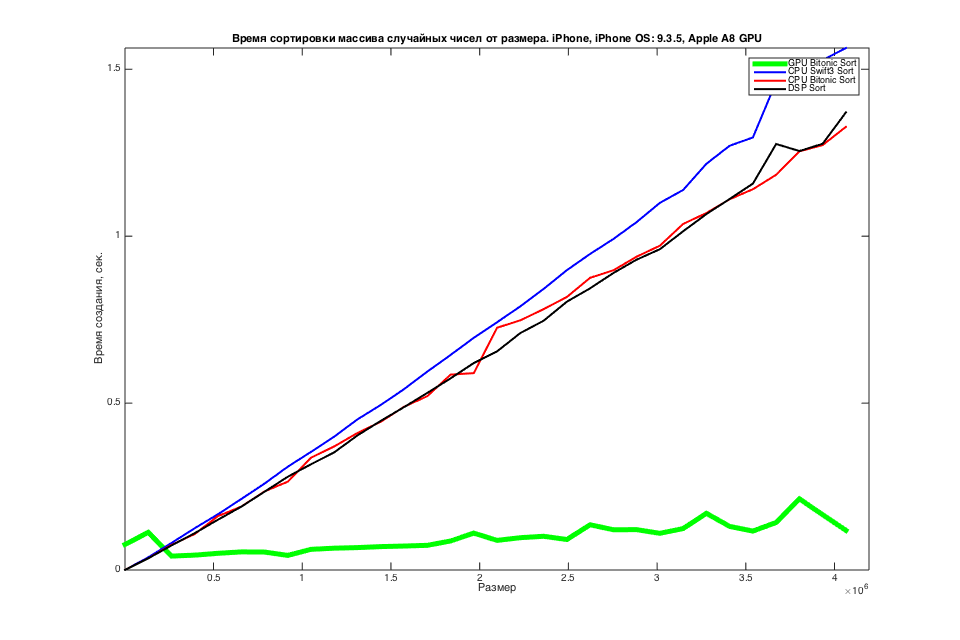 Время сортировки массива случайных чисел от размера. iPhone, iPhone OS: 9.3.5, Apple A8 GPU
GPU Bitonic Sort
CPU Swift3 Sort
CPU Bitonic Sort
DSP Sort
Время создания, сек.
1.5
1
0.5
0
0.5
1
1.5
2
2.5
3
3.5
4
Размер
×10^6